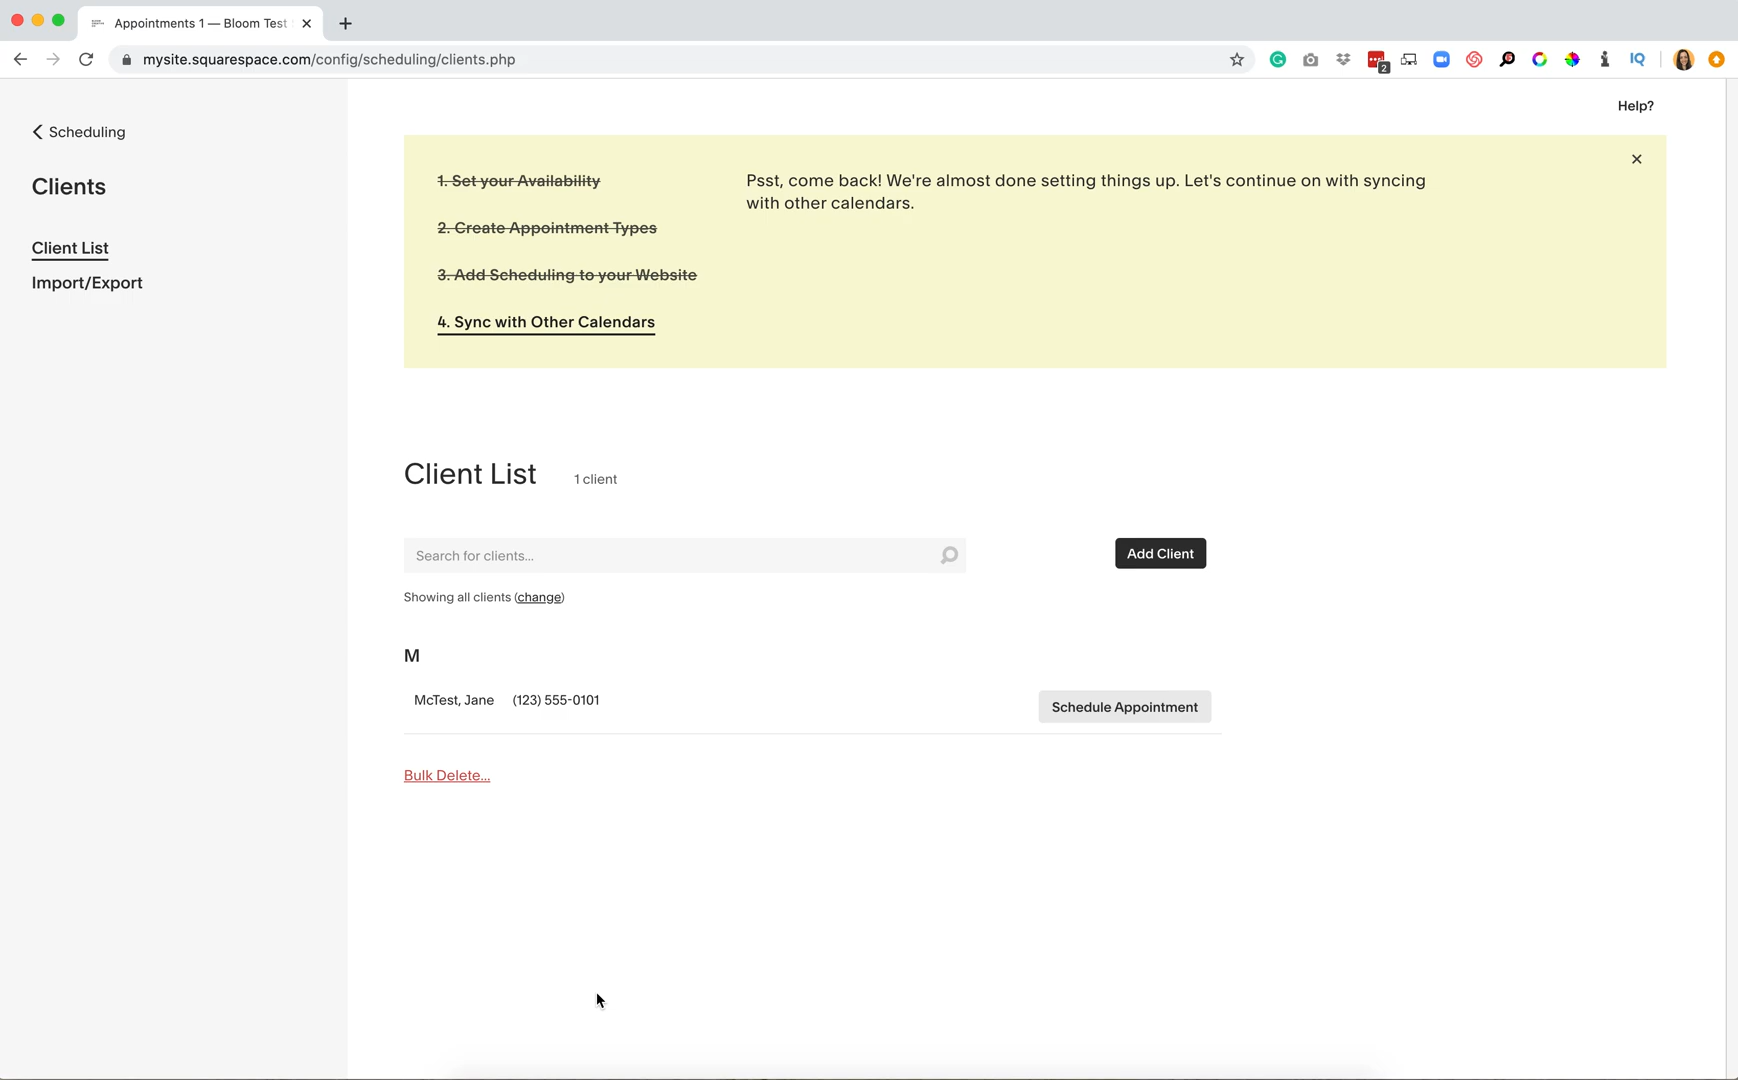 Appointments 1 — Bloom Test
mysite.squarespace.com/config/scheduling/clients.php
2
IQ
Help?
Scheduling
Clients
Client List
Import/Export
1. Set your Availability
2. Create Appointment Types
3. Add Scheduling to your Website
4. Sync with Other Calendars
Psst, come back! We're almost done setting things up. Let's continue on with syncing
with other calendars.
Client List 1 client
Search for clients...
Add Client
Showing all clients (change)
M
McTest, Jane (123) 555-0101
Schedule Appointment
Bulk Delete...